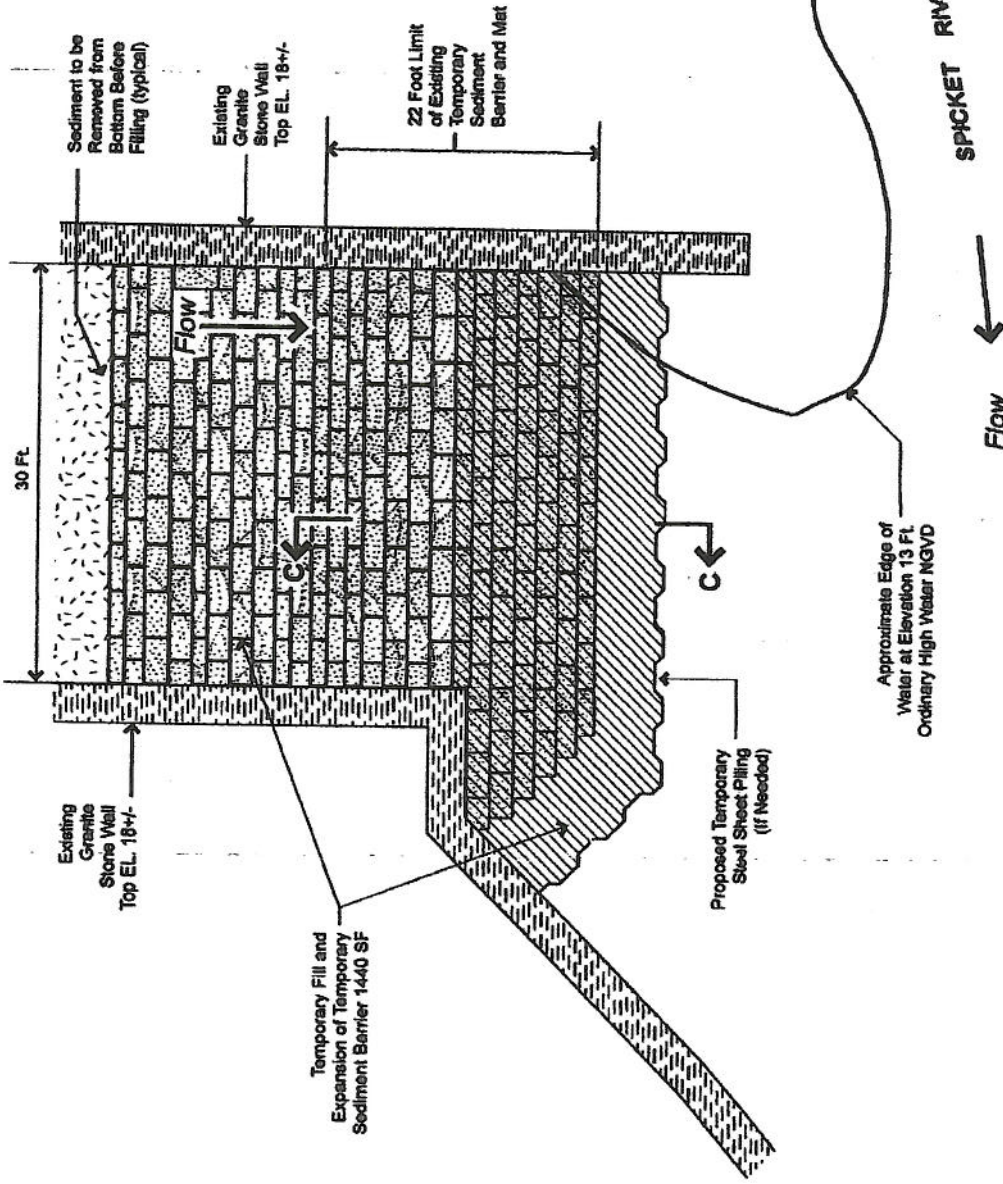 Sediment to be
Removed from
Bottom Before
Filling (typical)
Existing
Granite
Stone Wall
Top EL. 18+/-
22 Foot Limit
of Existing
Temporary
Sediment
Barrier and Mat
30 Ft.
Flow
C
C
Existing
Granite
Stone Wall
Top EL. 18+/-
Temporary Fill and
Expansion of Temporary
Sediment Barrier 1440 SF
Proposed Temporary
Steel Sheet Piling
(If Needed)
Approximate Edge of
Water at Elevation 13 Ft.
Ordinary High Water NGVD
SPICKET RIV
Flow